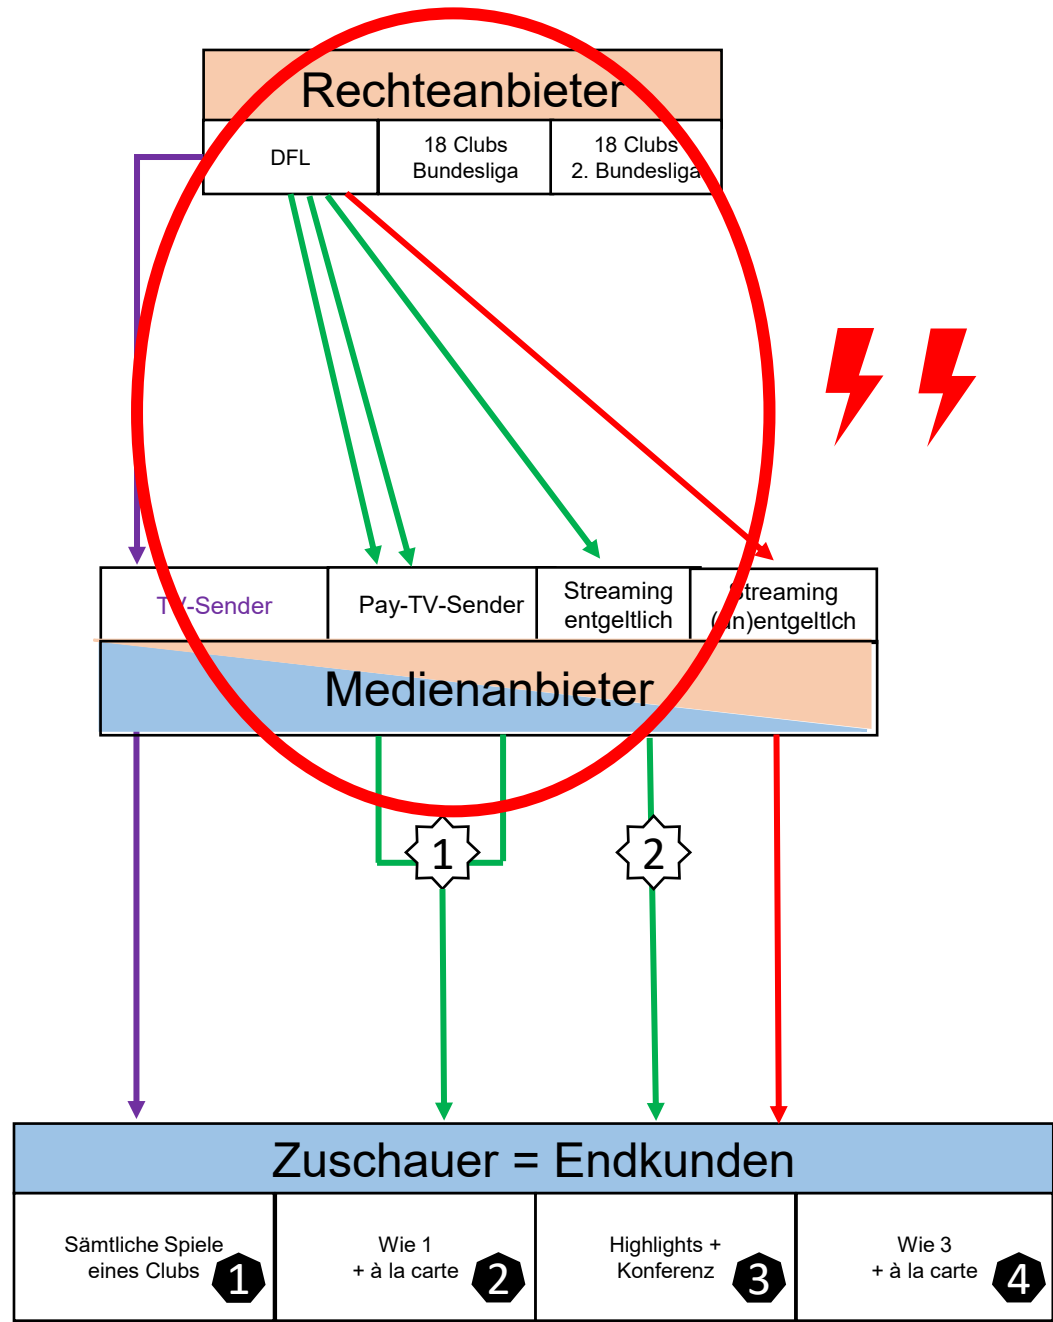 Rechteanbieter
DFL
18 Clubs
Bundesliga
18 Clubs
2. Bundesliga
TV-Sender
Pay-TV-Sender
Streaming
entgeltlich
Streaming
(un)entgeltlch
Medienanbieter
1
2
Zuschauer = Endkunden
Sämtliche Spiele
eines Clubs
1
Wie 1
+ à la carte
2
Highlights +
Konferenz
3
Wie 3
+ à la carte
4